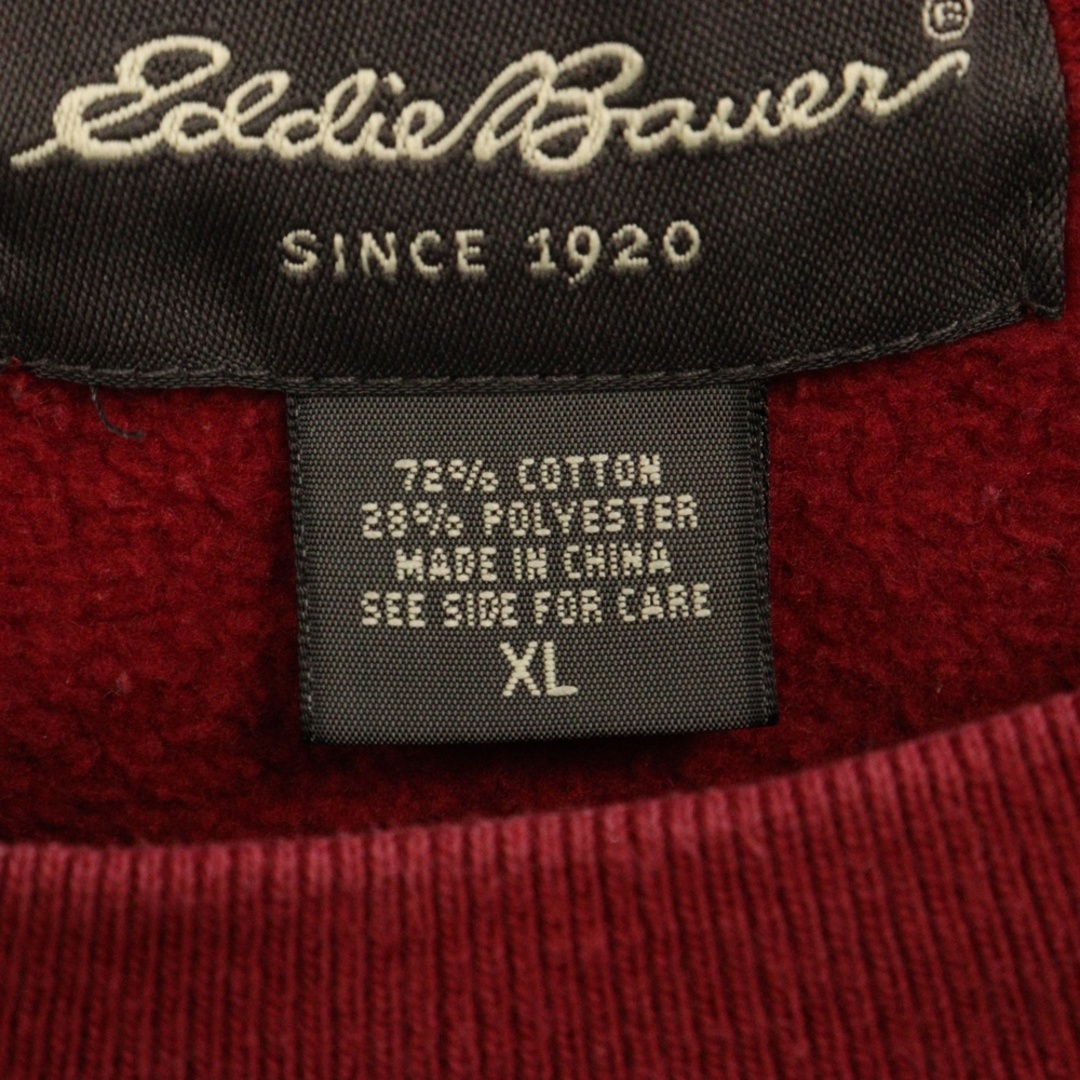 Eddie Bauer ®
SINCE 1920
72% COTTON
28% POLYESTER
MADE IN CHINA
SEE SIDE FOR CARE
XL